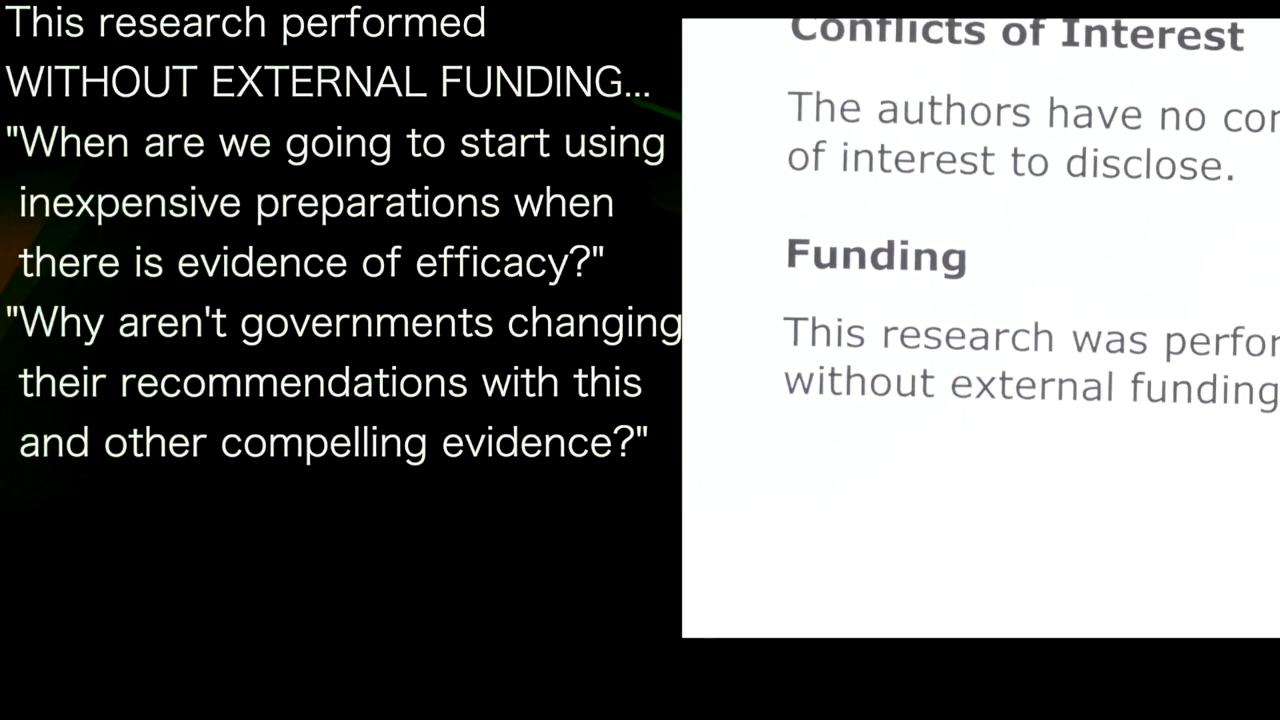 This research performed
WITHOUT EXTERNAL FUNDING...
"When are we going to start using
inexpensive preparations when
there is evidence of efficacy?"
"Why aren't governments changing
their recommendations with this
and other compelling evidence?"
Conflicts of Interest
The authors have no
of interest to disclose.
Funding
This research was
without external funding